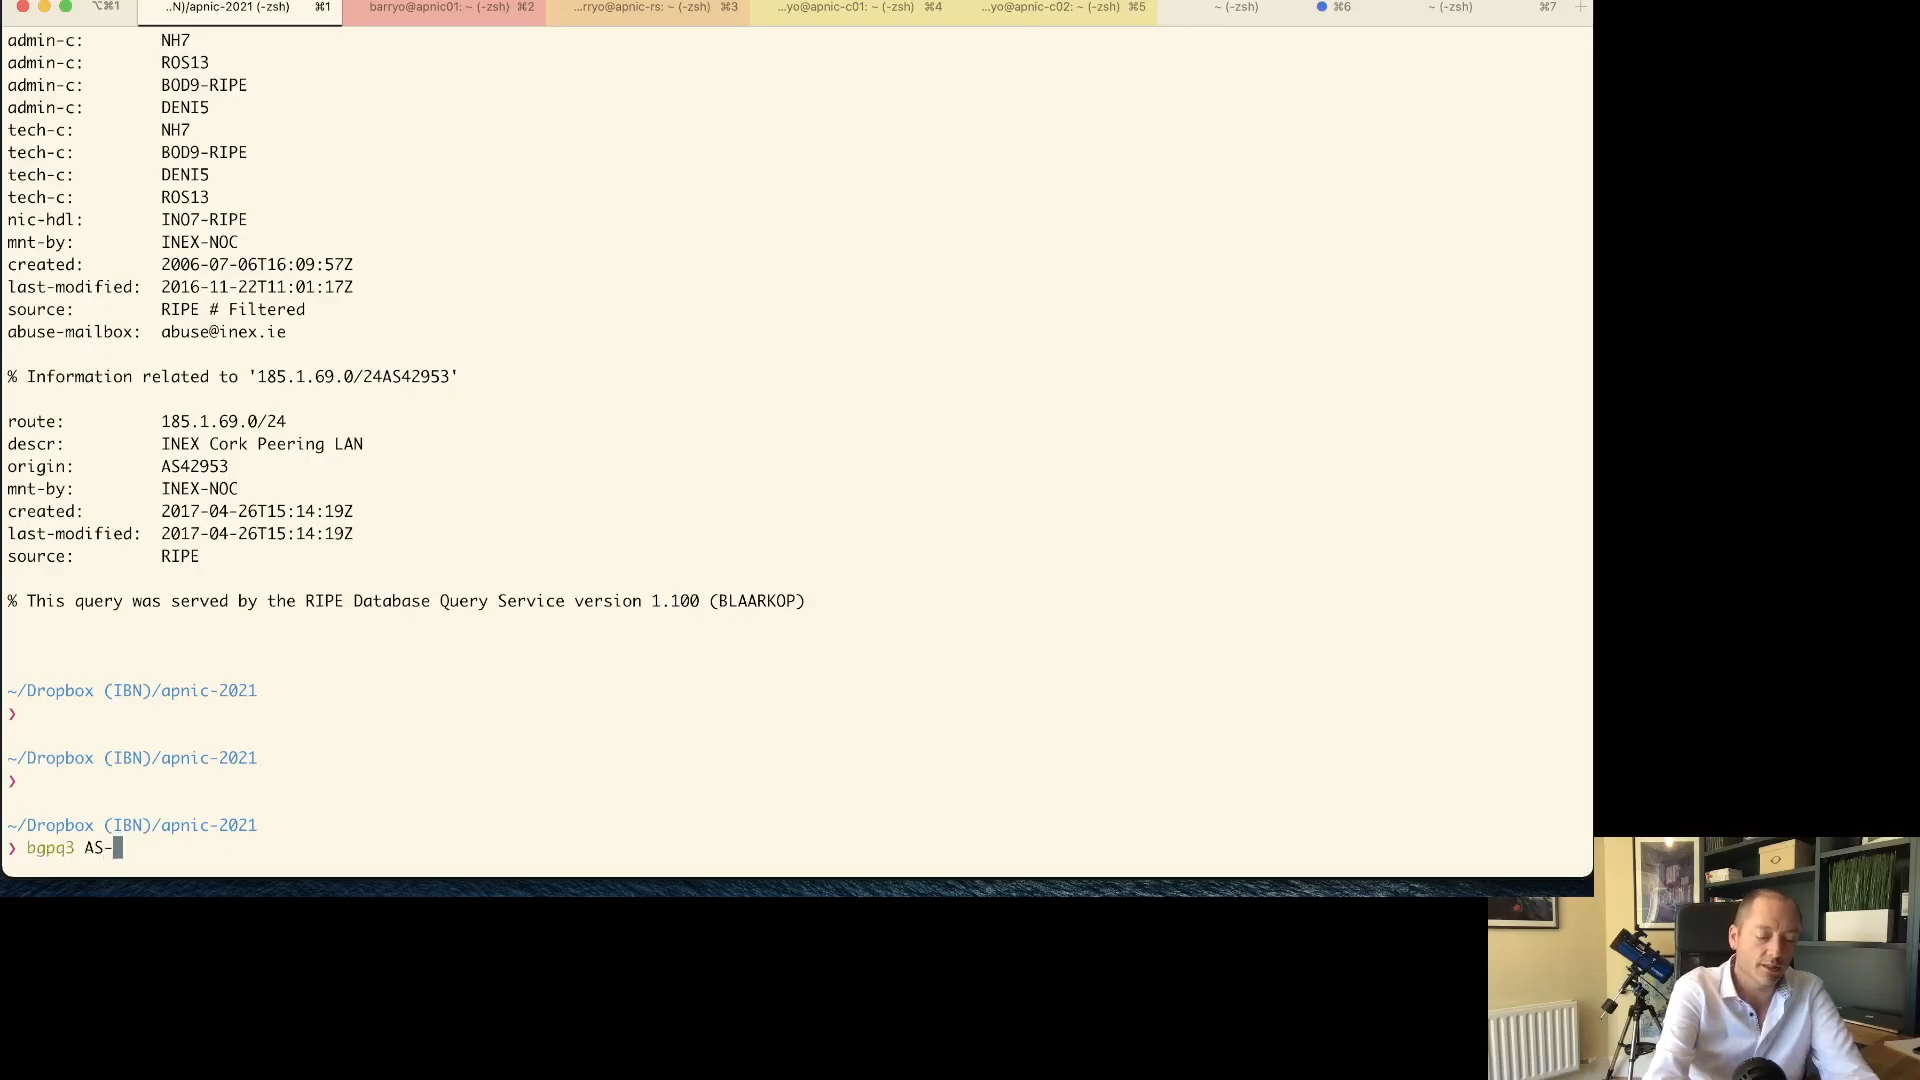 ⌥⌘1 ..N)/apnic-2021 (-zsh) ⌘1 barryo@apnic01: ~ (-zsh) ⌘2 ...rryo@apnic-rs: ~ (-zsh) ⌘3 ...yo@apnic-c01: ~ (-zsh) ⌘4 ...yo@apnic-c02: ~ (-zsh) ⌘5 ~ (-zsh) ⌘6 ~ (-zsh) ⌘7 +
admin-c: NH7
admin-c: ROS13
admin-c: BOD9-RIPE
admin-c: DENI5
tech-c: NH7
tech-c: BOD9-RIPE
tech-c: DENI5
tech-c: ROS13
nic-hdl: INO7-RIPE
mnt-by: INEX-NOC
created: 2006-07-06T16:09:57Z
last-modified: 2016-11-22T11:01:17Z
source: RIPE # Filtered
abuse-mailbox: abuse@inex.ie
% Information related to '185.1.69.0/24AS42953'
route: 185.1.69.0/24
descr: INEX Cork Peering LAN
origin: AS42953
mnt-by: INEX-NOC
created: 2017-04-26T15:14:19Z
last-modified: 2017-04-26T15:14:19Z
source: RIPE
% This query was served by the RIPE Database Query Service version 1.100 (BLAARKOP)
~/Dropbox (IBN)/apnic-2021
❯
~/Dropbox (IBN)/apnic-2021
❯
~/Dropbox (IBN)/apnic-2021
❯ bgpq3 AS-